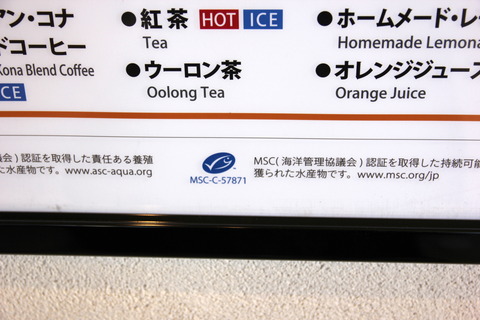 アン・コナ
ドコーヒー
Kona Blend Coffee
ICE
●紅茶 HOT ICE
Tea
●ウーロン茶
Oolong Tea
●ホームメード・レ
Homemade Lemona
●オレンジジュース
Orange Juice
議会)認証を取得した責任ある養殖
た水産物です。www.asc-aqua.org
MSC-C-57871
MSC(海洋管理協議会)認証を取得した持続可能
獲られた水産物です。www.msc.org/jp